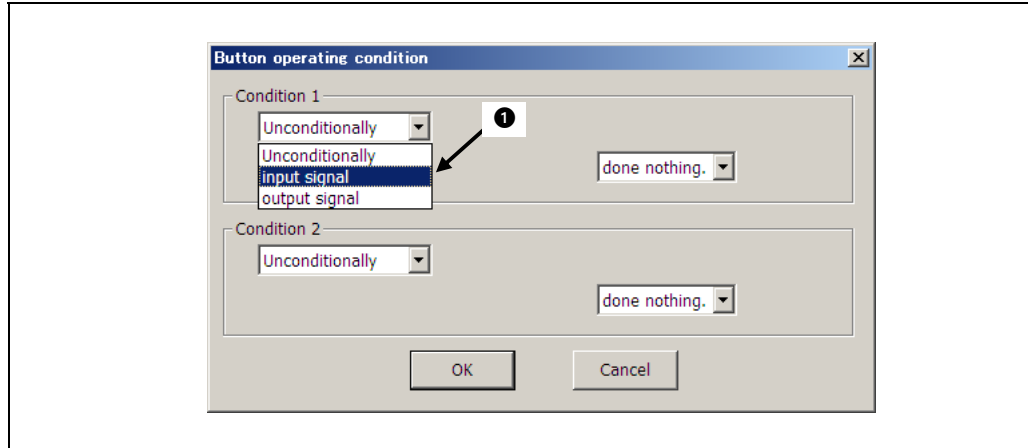 Button operating condition
Condition 1
❶
Unconditionally
Unconditionally
input signal
output signal
done nothing.
Condition 2
Unconditionally
done nothing.
OK Cancel